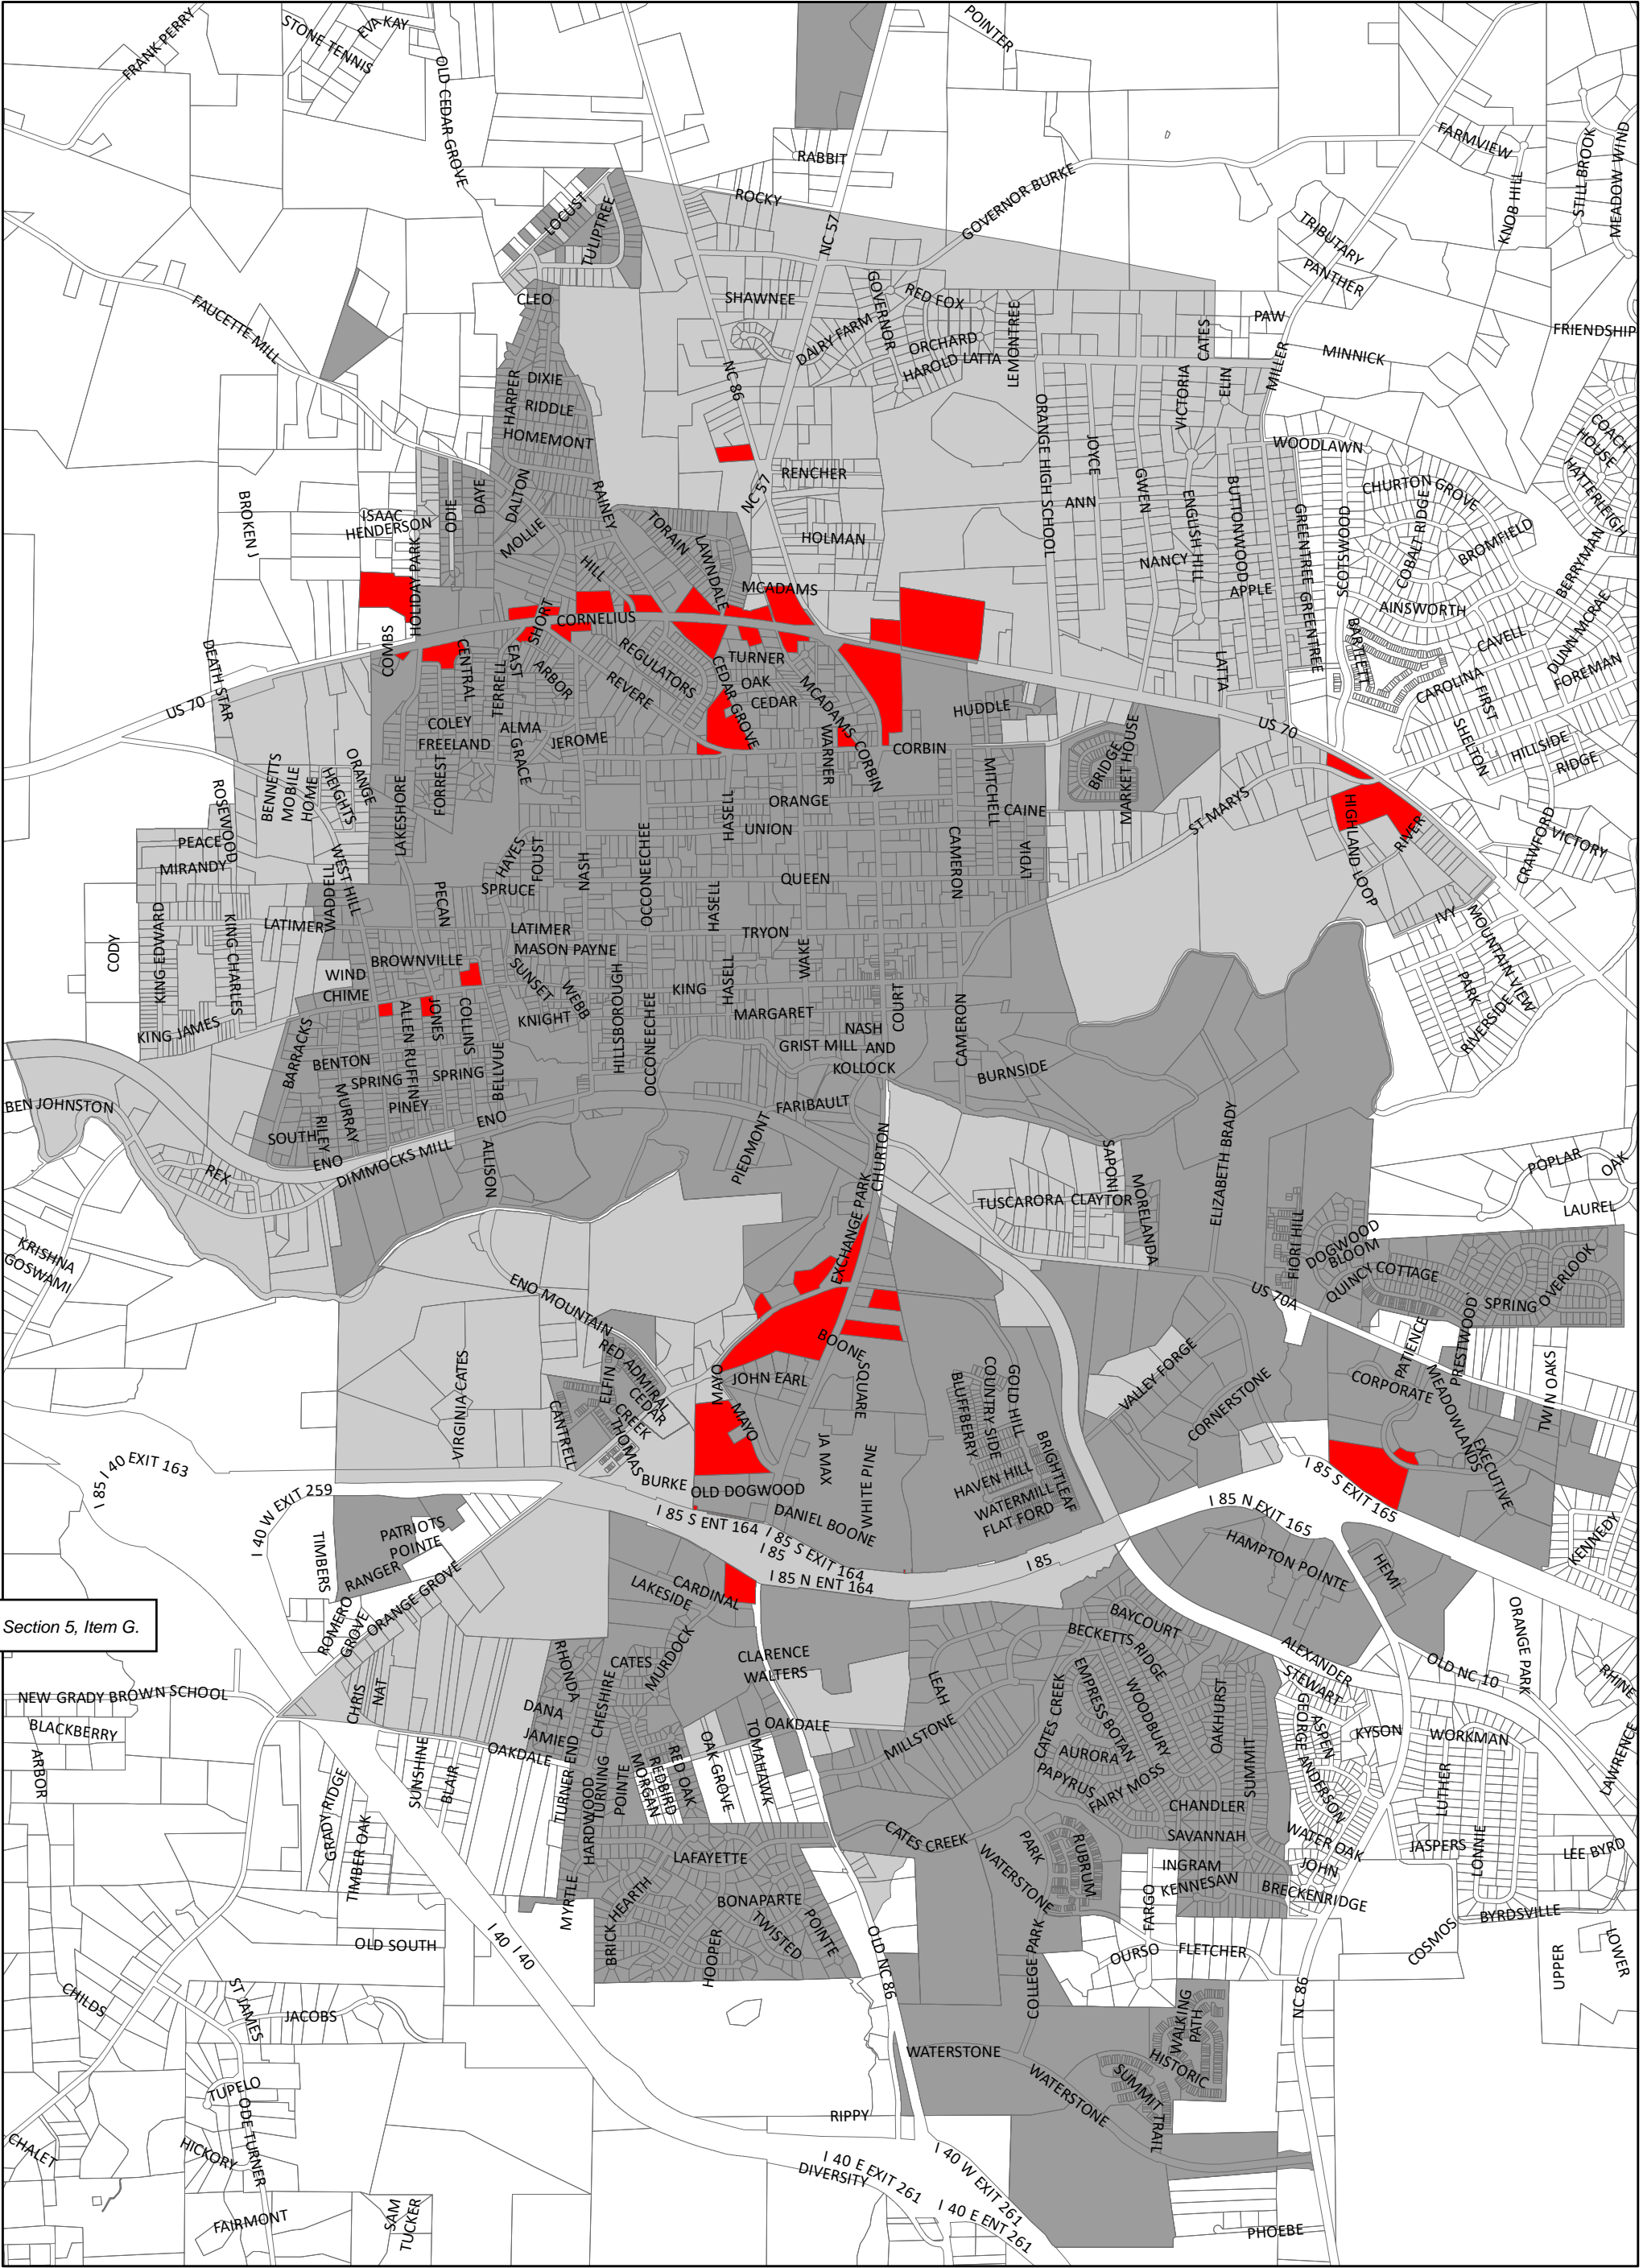 FRANK PERRY
STONE TENNIS
EVA KAY
OLD CEDAR GROVE
POINTER
RABBIT
ROCKY
NC 57
GOVERNOR BURKE
FARMVIEW
KNOB HILL
STILL BROOK
MEADOW WIND
LOCUST
TULIPTREE
TRIBUTARY
PANTHER
CLEO
SHAWNEE
GOVERNOR
RED FOX
DAIRY FARM
ORCHARD
HAROLD LATTA
LEMONTREE
CATES
PAW
MILLER
MINNICK
FRIENDSHIP
FAUCETTE MILL
NC 86
HARPER
DIXIE
RIDDLE
HOMEMONT
ORANGE HIGH SCHOOL
JOYCE
VICTORIA
ELIN
WOODLAWN
COACH
HOUSE
HATTERLEIGH
RENCHER
NC 57
ANN
GWEN
ENGLISH HILL
BUTTONWOOD
GREENTREE
GREENTREE
SCOTSWOOD
CHURTON GROVE
COBALT RIDGE
BROMFIELD
BERRYMAN
BROKEN J
ISAAC
HENDERSON
ODIE
DAYE
DALTON
MOLLIE
RAINEY
TORAIN
LAWNDALE
HOLMAN
HILL
NANCY
APPLE
AINSWORTH
CAVELL
DUNN MCRAE
FOREMAN
HOLIDAY PARK
MCADAMS
SHORT
CORNELIUS
BARTLETT
CAROLINA
FIRST
COMBS
DEATH STAR
US 70
CENTRAL
TERRELL
EAST
ARBOR
REGULATORS
REVERE
TURNER
OAK
CEDAR
CEDAR GROVE
MCADAMS
LATTA
US 70
SHELTON
HILLSIDE
RIDGE
COLEY
FREELAND
ALMA
GRACE
JEROME
WARNER
CORBIN
CORBIN
HUDDLE
BRIDGE
MARKET HOUSE
ST MARYS
ROSEWOOD
BENNETTS
MOBILE
HOME
ORANGE
HEIGHTS
LAKESHORE
FORREST
ORANGE
UNION
HASELL
MITCHELL
CAINE
HIGHLAND LOOP
RIVER
CRAWFORD
VICTORY
PEACE
MIRANDY
WEST HILL
WADDELL
PECAN
HAYES
FOUST
SPRUCE
NASH
OCCONEECHEE
HASELL
QUEEN
CAMERON
LYDIA
IVY
MOUNTAIN VIEW
PARK
RIVERSIDE
CODY
KING EDWARD
KING CHARLES
LATIMER
LATIMER
MASON PAYNE
TRYON
WAKE
BROWNVILLE
WIND
CHIME
SUNSET
WEBB
KNIGHT
HILLSBOROUGH
OCCONEECHEE
KING
HASELL
MARGARET
COURT
KING JAMES
BARRACKS
ALLEN RUFFIN
JONES
COLLINS
BELLVUE
NASH
AND
KOLLOCK
GRIST MILL
CAMERON
BURNSIDE
BENTON
SPRING
SPRING
MURRAY
PINEY
RILEY
SOUTH
ENO
ENO
BEN JOHNSTON
REX
DIMMOCKS MILL
ALLISON
FARIBAULT
PIEDMONT
CHURTON
EXCHANGE PARK
TUSCARORA
CLAYTOR
SAPONI
MORELANDA
ELIZABETH BRADY
POPLAR
OAK
LAUREL
FIORI HILL
DOGWOOD
BLOOM
QUINCY COTTAGE
US 70A
SPRING
OVERLOOK
KRISHNA
GOSWAMI
ENO MOUNTAIN
VIRGINIA CATES
RED ADMIRAL
ELFIN
CEDAR
CREEK
THOMAS
CANTRELL
MAYO
MAYO
JOHN EARL
BOONE
SQUARE
BLUFFBERRY
COUNTRY SIDE
GOLD HILL
VALLEY FORGE
CORNERSTONE
PATIENCE
PRESTWOOD
CORPORATE
MEADOWLANDS
EXECUTIVE
TWIN OAKS
I 85
I 40 EXIT 163
I 40 W EXIT 259
BURKE
OLD DOGWOOD
JA MAX
WHITE PINE
DANIEL BOONE
HAVEN HILL
WATERMILL
FLAT FORD
BRIGHTLEAF
I 85 S ENT 164
I 85 S EXIT 164
I 85
I 85 N ENT 164
I 85
I 85 N EXIT 165
I 85 S EXIT 165
KENNEDY
HAMPTON POINTE
HEMI
TIMBERS
PATRIOTS
POINTE
RANGER
ORANGE GROVE
ROMERO
GROVE
Section 5, Item G.
LAKESIDE
CARDINAL
MURDOCK
CLARENCE
WALTERS
BAYCOURT
BECKETTS RIDGE
ALEXANDER
STEWART
OLD NC 10
ORANGE PARK
RHINE
NEW GRADY BROWN SCHOOL
BLACKBERRY
ARBOR
CHRIS
NAT
RHONDA
CATES
CHESHIRE
DANA
JAMIE
OAKDALE
OAKDALE
LEAH
MILLSTONE
CATES CREEK
EMPRESS
BOTAN
WOODBURY
OAKHURST
SUMMIT
GEORGE ANDERSON
ASPEN
KYSON
WORKMAN
LAWRENCE
GRADY RIDGE
TIMBER OAK
SUNSHINE
BLAIR
TURNER END
HARDWOOD
TURNING
POINTE
MORGAN
REDBIRD
RED OAK
OAK GROVE
TOMAHAWK
AURORA
PAPYRUS
FAIRY MOSS
CHANDLER
SAVANNAH
LUTHER
WATER OAK
JASPERS
LONNIE
LEE BYRD
CATES CREEK
LAFAYETTE
HEARTH
BRICK
BONAPARTE
TWISTED
POINTE
HOOPER
MYRTLE
WATERSTONE
PARK
RUBRUM
INGRAM
KENNESAW
FARGO
JOHN
BRECKENRIDGE
BYRDSVILLE
COSMOS
UPPER
LOWER
OLD SOUTH
I 40
I 40
OLD NC 86
COLLEGE PARK
OURSO
FLETCHER
NC 86
CHILDS
ST JAMES
JACOBS
WATERSTONE
WATERSTONE
WALKING
PATH
HISTORIC
SUMMIT
TRAIL
TUPELO
ODE TURNER
RIPPY
CHALET
HICKORY
FAIRMONT
SAM
TUCKER
I 40 E EXIT 261
DIVERSITY
I 40 W EXIT 261
I 40 E ENT 261
PHOEBE